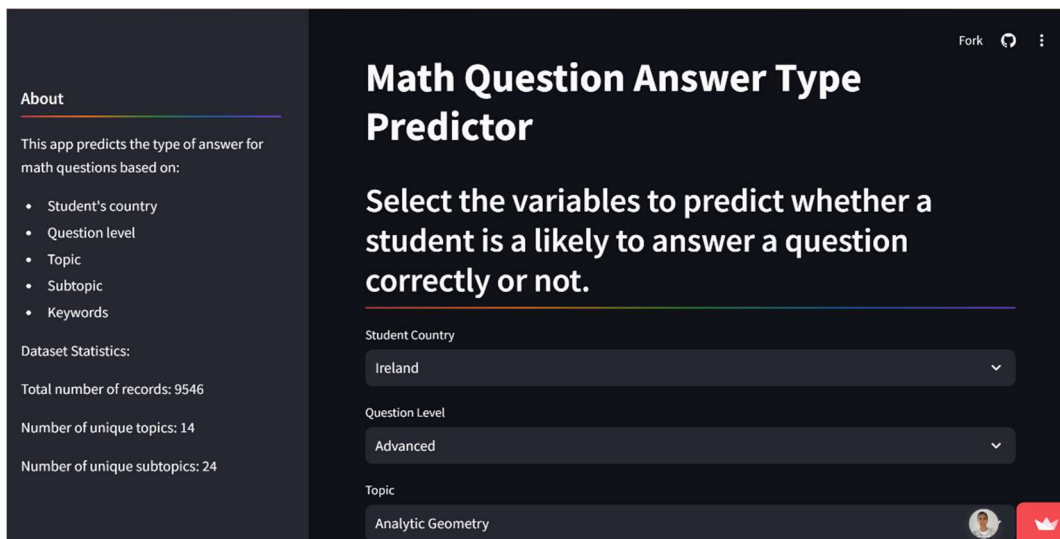 Fork
About
This app predicts the type of answer for
math questions based on:
Student's country
Question level
Topic
Subtopic
Keywords
Dataset Statistics:
Total number of records: 9546
Number of unique topics: 14
Number of unique subtopics: 24
Math Question Answer Type
Predictor
Select the variables to predict whether a
student is a likely to answer a question
correctly or not.
Student Country
Ireland
Question Level
Advanced
Topic
Analytic Geometry